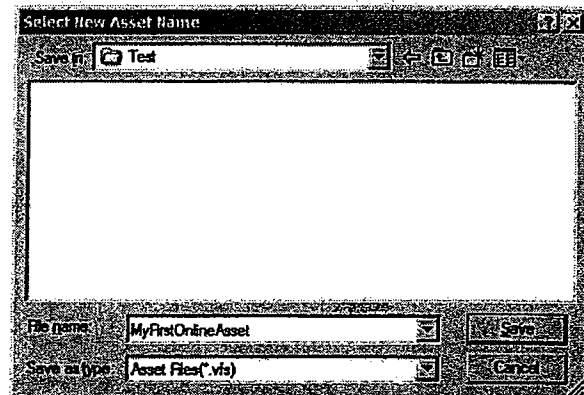 Select New Asset Name
Save in: Test
File name: MyFirstOnlineAsset
Save
Save as type: Asset Files(*.vfs)
Cancel